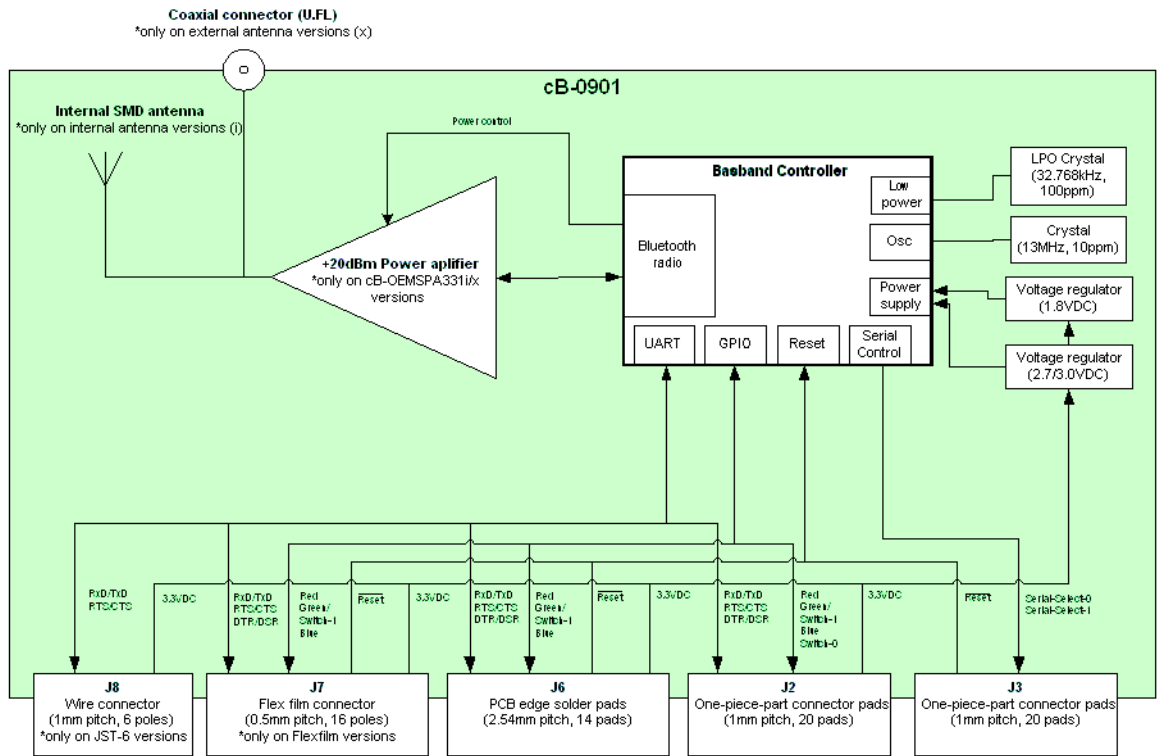 Coaxial connector (U.FL)
*only on external antenna versions (x)
cB-0901
Internal SMD antenna
*only on internal antenna versions (i)
Power control
Basband Controller
Low
power
LPO Crystal
(32.768kHz,
100ppm)
Bluetooth
radio
Osc
Crystal
(13MHz, 10ppm)
+20dBm Power aplifier
*only on cB-OEMSPA331i/x
versions
Power
supply
Voltage regulator
(1.8VDC)
UART
GPIO
Reset
Serial
Control
Voltage regulator
(2.7/3.0VDC)
RxD/TxD
RTS/CTS
3.3VDC
RxD/TxD
RTS/CTS
DTR/DSR
Red
Green/
Switch-1
Blue
Reset
3.3VDC
RxD/TxD
RTS/CTS
DTR/DSR
Red
Green/
Switch-1
Blue
Reset
3.3VDC
RxD/TxD
RTS/CTS
DTR/DSR
Red
Green/
Switch-1
Blue
Switch-0
3.3VDC
Reset
Serial-Select-0
Serial-Select-1
J8
Wire connector
(1mm pitch, 6 poles)
*only on JST-6 versions
J7
Flex film connector
(0.5mm pitch, 16 poles)
*only on Flexfilm versions
J6
PCB edge solder pads
(2.54mm pitch, 14 pads)
J2
One-piece-part connector pads
(1mm pitch, 20 pads)
J3
One-piece-part connector pads
(1mm pitch, 20 pads)